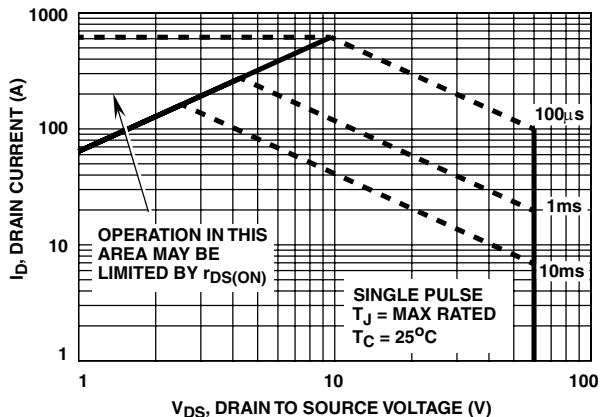 I_D, DRAIN CURRENT (A)
1000
100
10
1
100μs
1ms
10ms
OPERATION IN THIS
AREA MAY BE
LIMITED BY r_DS(ON)
SINGLE PULSE
T_J = MAX RATED
T_C = 25°C
1
10
100
V_DS, DRAIN TO SOURCE VOLTAGE (V)